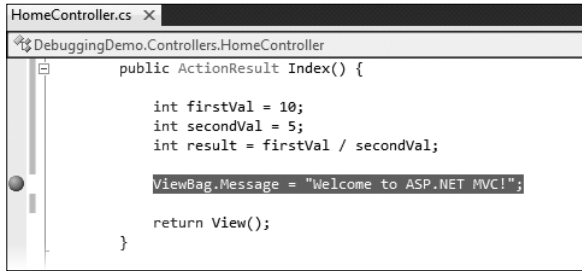 HomeController.cs ×
DebuggingDemo.Controllers.HomeController
public ActionResult Index() {
int firstVal = 10;
int secondVal = 5;
int result = firstVal / secondVal;
ViewBag.Message = "Welcome to ASP.NET MVC!";
return View();
}